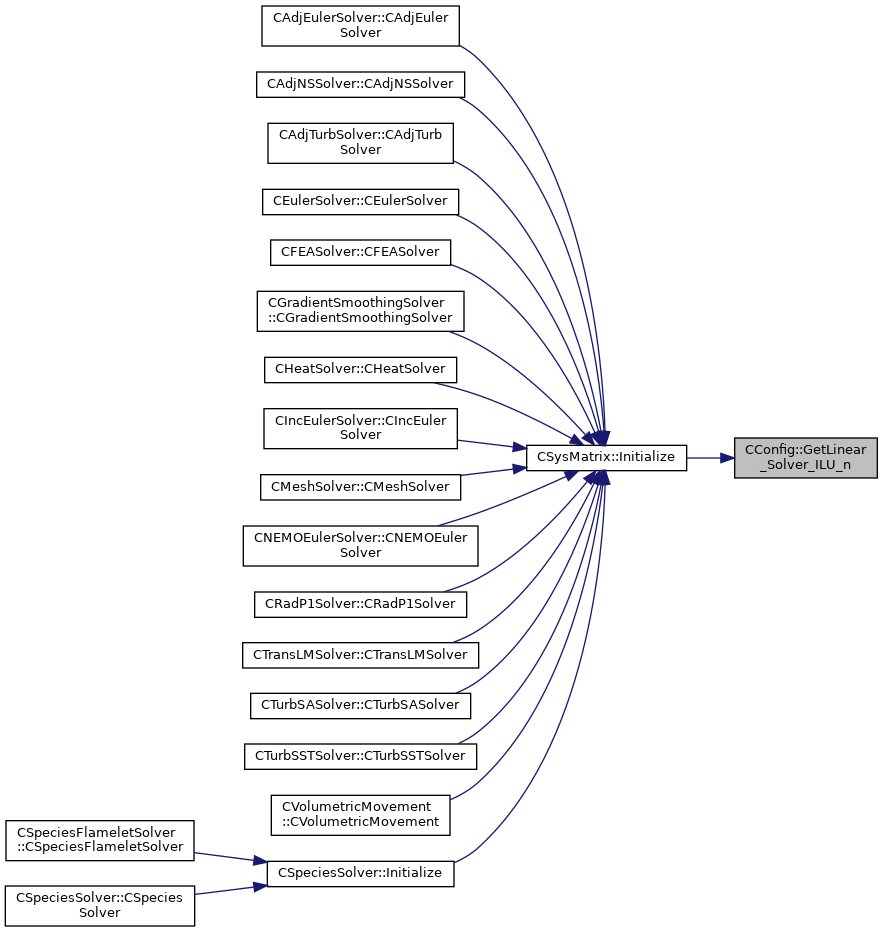 CAdjEulerSolver::CAdjEuler
Solver
CAdjNSSolver::CAdjNSSolver
CAdjTurbSolver::CAdjTurb
Solver
CEulerSolver::CEulerSolver
CFEASolver::CFEASolver
CGradientSmoothingSolver
::CGradientSmoothingSolver
CHeatSolver::CHeatSolver
CIncEulerSolver::CIncEuler
Solver
CSysMatrix::Initialize
CConfig::GetLinear
_Solver_ILU_n
CMeshSolver::CMeshSolver
CNEMOEulerSolver::CNEMOEuler
Solver
CRadP1Solver::CRadP1Solver
CTransLMSolver::CTransLMSolver
CTurbSASolver::CTurbSASolver
CTurbSSTSolver::CTurbSSTSolver
CVolumetricMovement
::CVolumetricMovement
CSpeciesFlameletSolver
::CSpeciesFlameletSolver
CSpeciesSolver::Initialize
CSpeciesSolver::CSpecies
Solver